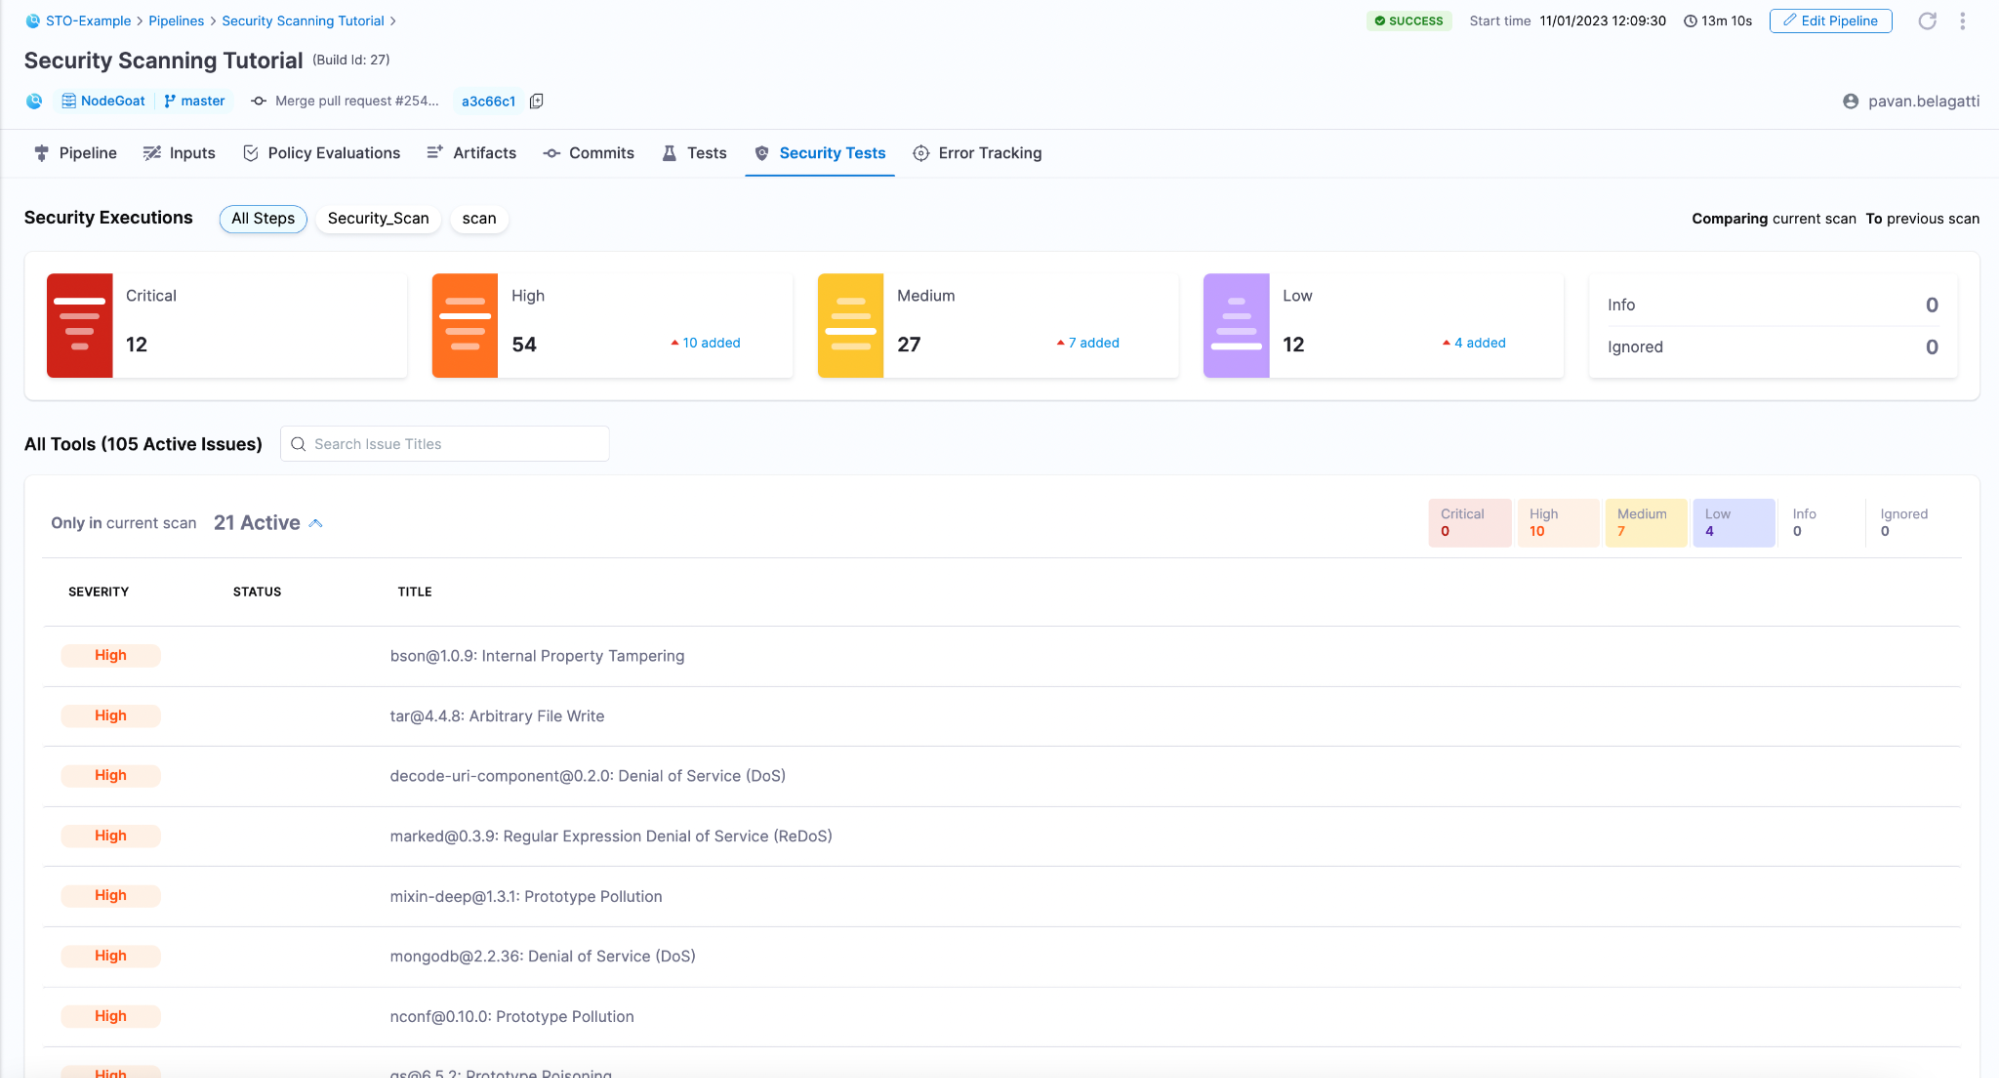 STO-Example > Pipelines > Security Scanning Tutorial >
SUCCESS Start time 11/01/2023 12:09:30 13m 10s Edit Pipeline
Security Scanning Tutorial (Build Id: 27)
NodeGoat master Merge pull request #254... a3c66c1
pavan.belagatti
Pipeline Inputs Policy Evaluations Artifacts Commits Tests Security Tests Error Tracking
Security Executions All Steps Security_Scan scan
Comparing current scan To previous scan
Critical
12
High
54 10 added
Medium
27 7 added
Low
12 4 added
Info 0
Ignored 0
All Tools (105 Active Issues) Search Issue Titles
Only in current scan 21 Active
Critical
0
High
10
Medium
7
Low
4
Info
0
Ignored
0
SEVERITY STATUS TITLE
High bson@1.0.9: Internal Property Tampering
High tar@4.4.8: Arbitrary File Write
High decode-uri-component@0.2.0: Denial of Service (DoS)
High marked@0.3.9: Regular Expression Denial of Service (ReDoS)
High mixin-deep@1.3.1: Prototype Pollution
High mongodb@2.2.36: Denial of Service (DoS)
High nconf@0.10.0: Prototype Pollution
High qs@6.5.2: Prototype Poisoning